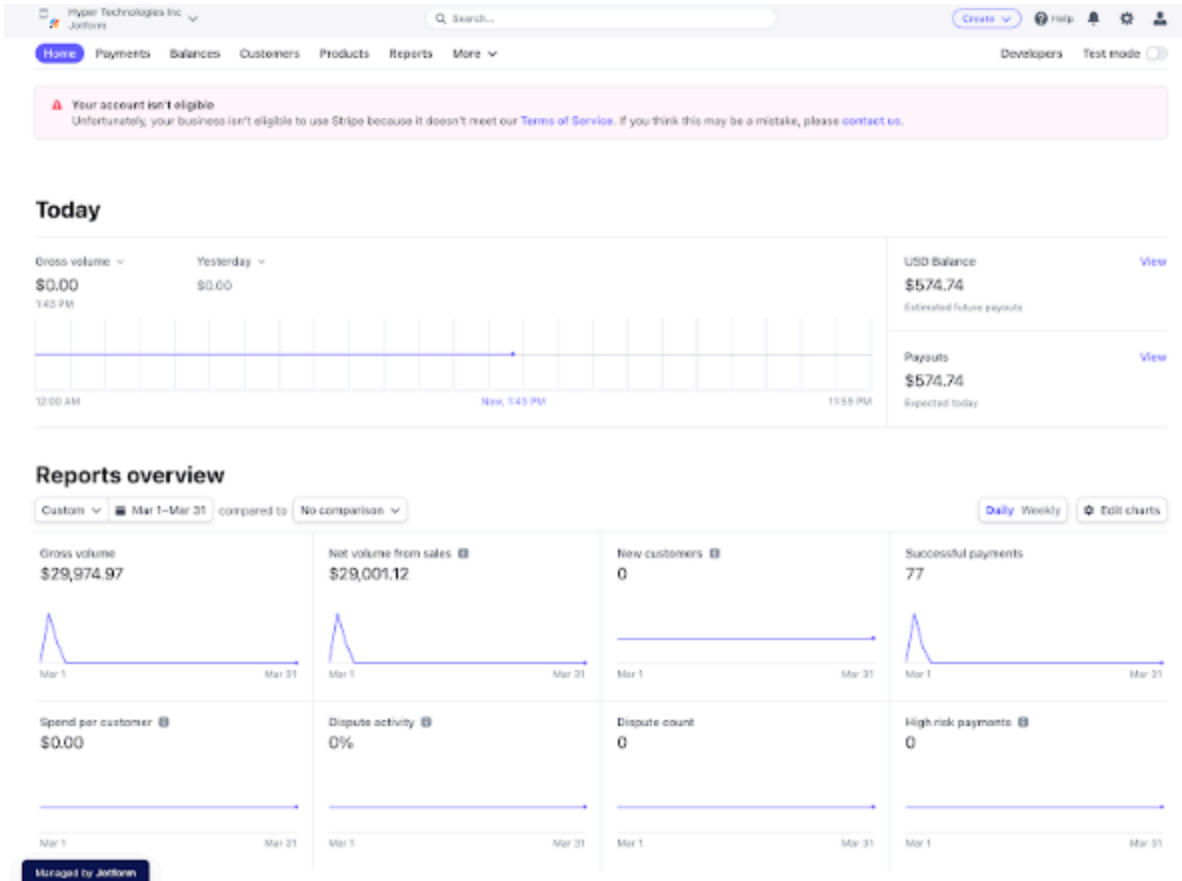 Hyper Technologies Inc
Jotform
Search...
Create
Help
Home Payments Balances Customers Products Reports More
Developers Test mode
Your account isn't eligible
Unfortunately, your business isn't eligible to use Stripe because it doesn't meet our Terms of Service. If you think this may be a mistake, please contact us.
Today
Gross volume Yesterday
$0.00 $0.00
1:43 PM
12:00 AM Now, 1:43 PM 11:59 PM
USD Balance View
$574.74
Estimated future payouts
Payouts View
$574.74
Expected today
Reports overview
Custom Mar 1–Mar 31 compared to No comparison Daily Weekly Edit charts
Gross volume
$29,974.97
Mar 1 Mar 31
Net volume from sales
$29,001.12
Mar 1 Mar 31
New customers
0
Mar 1 Mar 31
Successful payments
77
Mar 1 Mar 31
Spend per customer
$0.00
Mar 1 Mar 31
Dispute activity
0%
Mar 1 Mar 31
Dispute count
0
Mar 1 Mar 31
High risk payments
0
Mar 1 Mar 31
Managed by Jotform